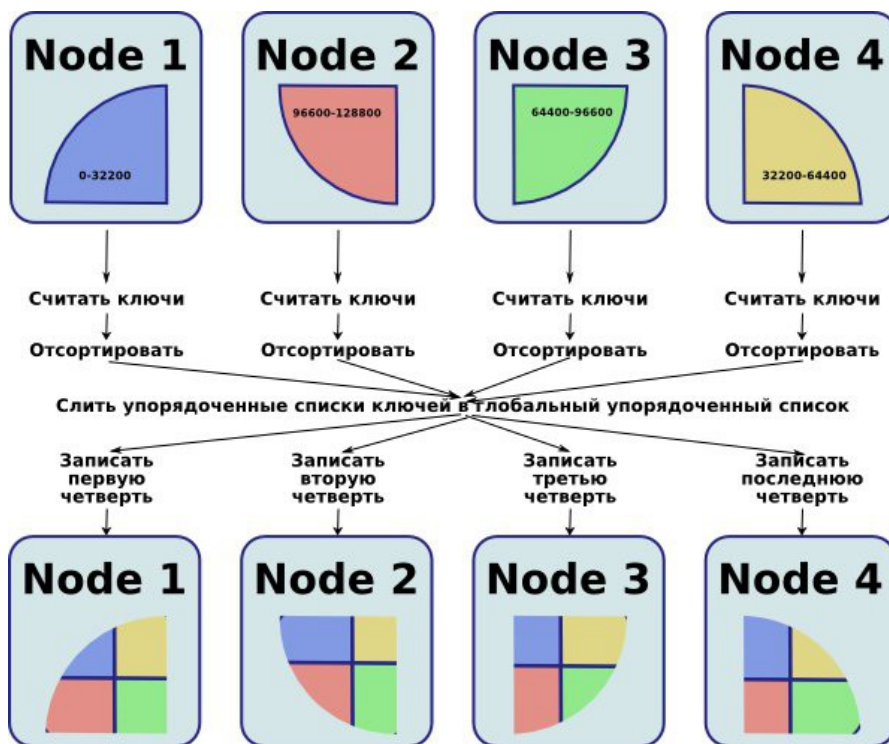 Node 1
Node 2
Node 3
Node 4
0-32200
96600-128800
64400-96600
32200-64400
Считать ключи
Считать ключи
Считать ключи
Считать ключи
Отсортировать
Отсортировать
Отсортировать
Отсортировать
Слить упорядоченные списки ключей в глобальный упорядоченный список
Записать
первую
четверть
Записать
вторую
четверть
Записать
третью
четверть
Записать
последнюю
четверть
Node 1
Node 2
Node 3
Node 4